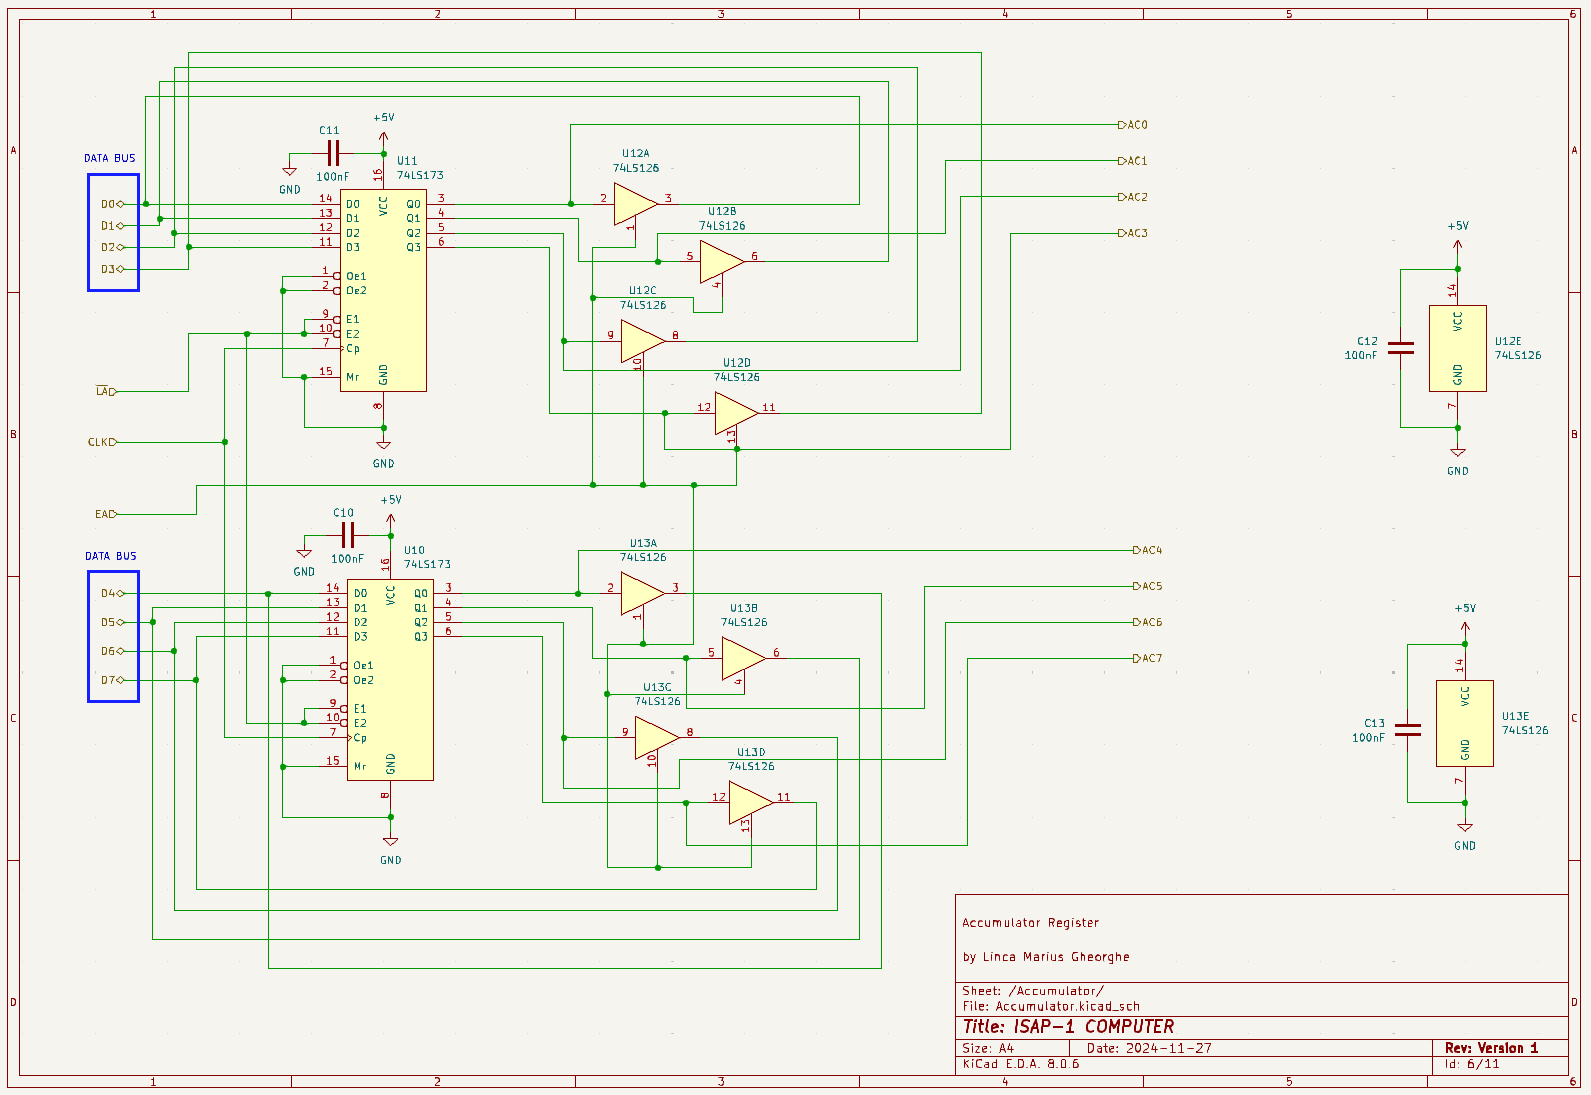 1 2 3 4 5 6
A A
B B
C C
D D
1 2 3 4 5 6
DATA BUS
D0
D1
D2
D3
LA
CLK
EA
C11
100nF
GND
+5V
U11
74LS173
16
VCC
14 D0 Q0 3
13 D1 Q1 4
12 D2 Q2 5
11 D3 Q3 6
1 Oe1
2 Oe2
9 E1
10 E2
7 Cp
15 Mr
GND
8
GND
U12A
74LS126
2 3
1
U12B
74LS126
5 6
4
U12C
74LS126
9 8
10
U12D
74LS126
12 11
13
AC0
AC1
AC2
AC3
+5V
14
VCC
GND
7
C12
100nF
U12E
74LS126
GND
DATA BUS
D4
D5
D6
D7
C10
100nF
GND
+5V
U10
74LS173
16
VCC
14 D0 Q0 3
13 D1 Q1 4
12 D2 Q2 5
11 D3 Q3 6
1 Oe1
2 Oe2
9 E1
10 E2
7 Cp
15 Mr
GND
8
GND
U13A
74LS126
2 3
1
U13B
74LS126
5 6
4
U13C
74LS126
9 8
10
U13D
74LS126
12 11
13
AC4
AC5
AC6
AC7
+5V
14
VCC
GND
7
C13
100nF
U13E
74LS126
GND
Accumulator Register
by Linca Marius Gheorghe
Sheet: /Accumulator/
File: Accumulator.kicad_sch
Title: ISAP-1 COMPUTER
Size: A4 Date: 2024-11-27 Rev: Version 1
KiCad E.D.A. 8.0.6 Id: 6/11